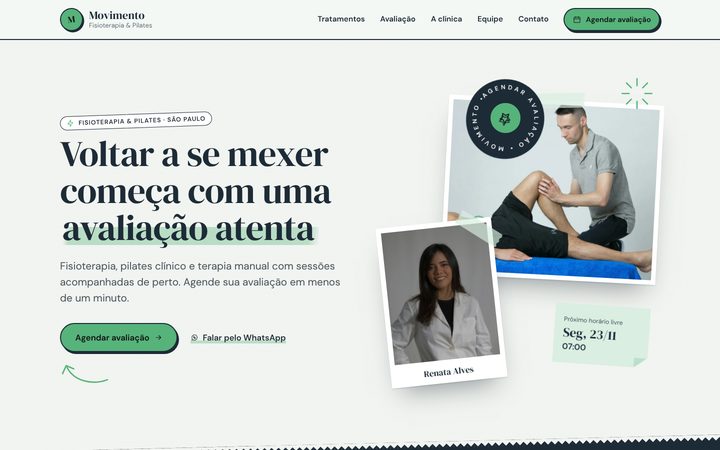 M
Movimento
Fisioterapia & Pilates
Tratamentos
Avaliação
A clínica
Equipe
Contato
Agendar avaliação
FISIOTERAPIA & PILATES · SÃO PAULO
Voltar a se mexer
começa com uma
avaliação atenta
Fisioterapia, pilates clínico e terapia manual com sessões
acompanhadas de perto. Agende sua avaliação em menos
de um minuto.
Agendar avaliação →
Falar pelo WhatsApp
AGENDAR AVALIAÇÃO • MOVIMENTO •
Renata Alves
Próximo horário livre
Seg, 23/11
07:00